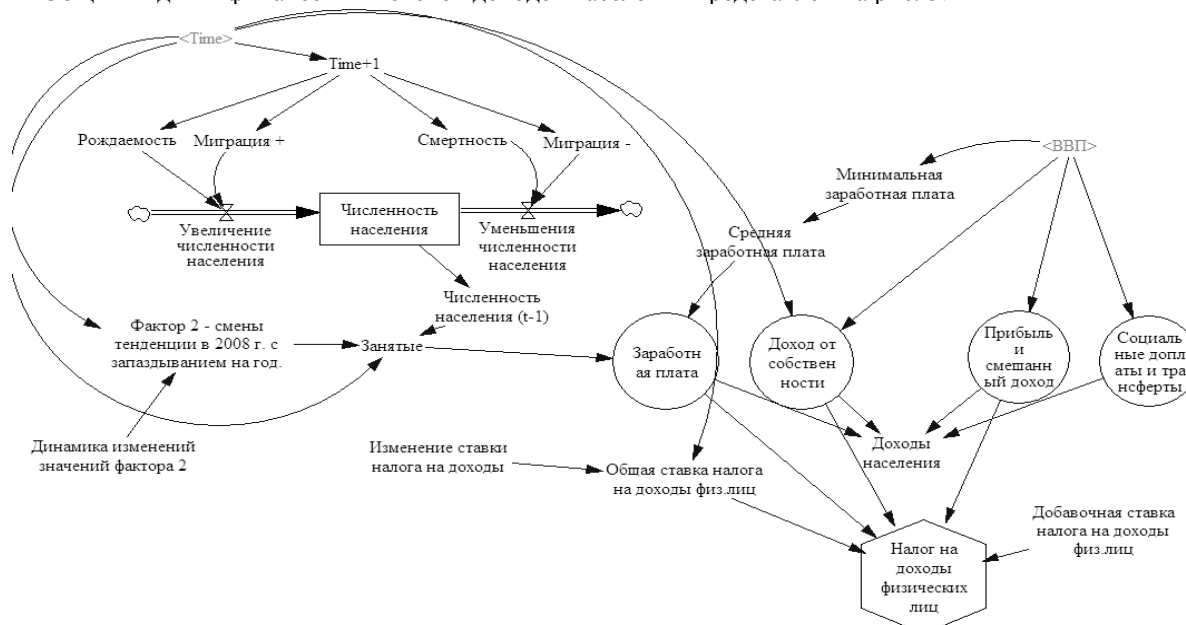 <Time>
Time+1
Рождаемость
Миграция +
Смертность
Миграция -
<ВВП>
Минимальная
заработная плата
Численность
населения
Увеличение
численности
населения
Уменьшения
численности
населения
Средняя
заработная плата
Численность
населения (t-1)
Фактор 2 - смены
тенденции в 2008 г. с
запаздыванием на год.
Занятые
Заработн
ая плата
Доход от
собствен
ности
Прибыль
и
смешанн
ый доход
Социаль
ные допл
аты и тра
нсферты
Динамика изменений
значений фактора 2
Изменение ставки
налога на доходы
Общая ставка налога
на доходы физ.лиц
Доходы
населения
Добавочная ставка
налога на доходы
физ.лиц
Налог на
доходы
физических
лиц